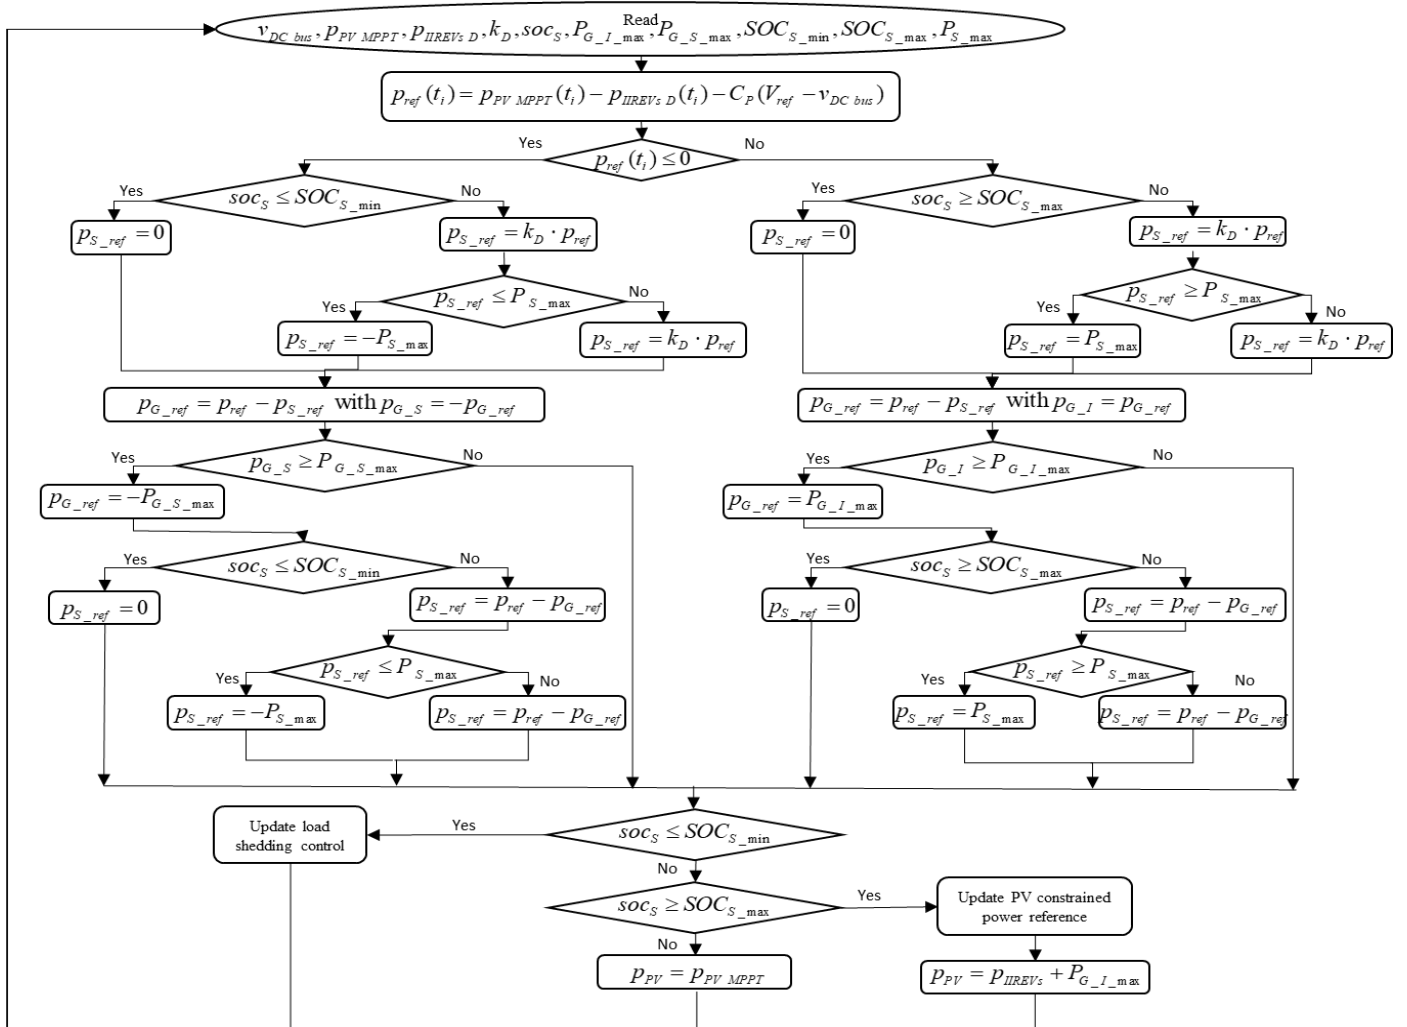 Read
v_DC bus, p_PV MPPT, p_IIREVs D, k_D, soc_S, P_G_I_max, P_G_S_max, SOC_S_min, SOC_S_max, P_S_max
p_ref(t_i) = p_PV MPPT(t_i) − p_IIREVs D(t_i) − C_P(V_ref − v_DC bus)
Yes
p_ref(t_i) ≤ 0
No
Yes
soc_S ≤ SOC_S_min
No
Yes
soc_S ≥ SOC_S_max
No
p_S_ref = 0
p_S_ref = k_D · p_ref
p_S_ref = 0
p_S_ref = k_D · p_ref
Yes
p_S_ref ≤ P_S_max
No
Yes
p_S_ref ≥ P_S_max
No
p_S_ref = −P_S_max
p_S_ref = k_D · p_ref
p_S_ref = P_S_max
p_S_ref = k_D · p_ref
p_G_ref = p_ref − p_S_ref with p_G_S = −p_G_ref
p_G_ref = p_ref − p_S_ref with p_G_I = p_G_ref
Yes
p_G_S ≥ P_G_S_max
No
Yes
p_G_I ≥ P_G_I_max
No
p_G_ref = −P_G_S_max
p_G_ref = P_G_I_max
Yes
soc_S ≤ SOC_S_min
No
Yes
soc_S ≥ SOC_S_max
No
p_S_ref = 0
p_S_ref = p_ref − p_G_ref
p_S_ref = 0
p_S_ref = p_ref − p_G_ref
Yes
p_S_ref ≤ P_S_max
No
Yes
p_S_ref ≥ P_S_max
No
p_S_ref = −P_S_max
p_S_ref = p_ref − p_G_ref
p_S_ref = P_S_max
p_S_ref = p_ref − p_G_ref
Update load
shedding control
Yes
soc_S ≤ SOC_S_min
No
soc_S ≥ SOC_S_max
Yes
Update PV constrained
power reference
No
p_PV = p_PV MPPT
p_PV = p_IIREVs + P_G_I_max